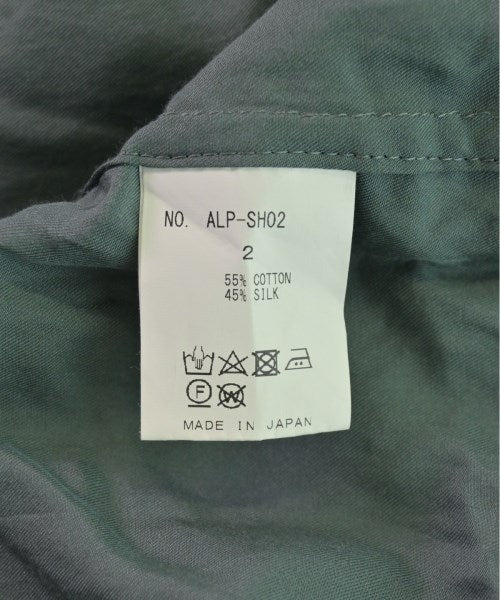 NO. ALP-SH02
2
55% COTTON
45% SILK
F W
MADE IN JAPAN